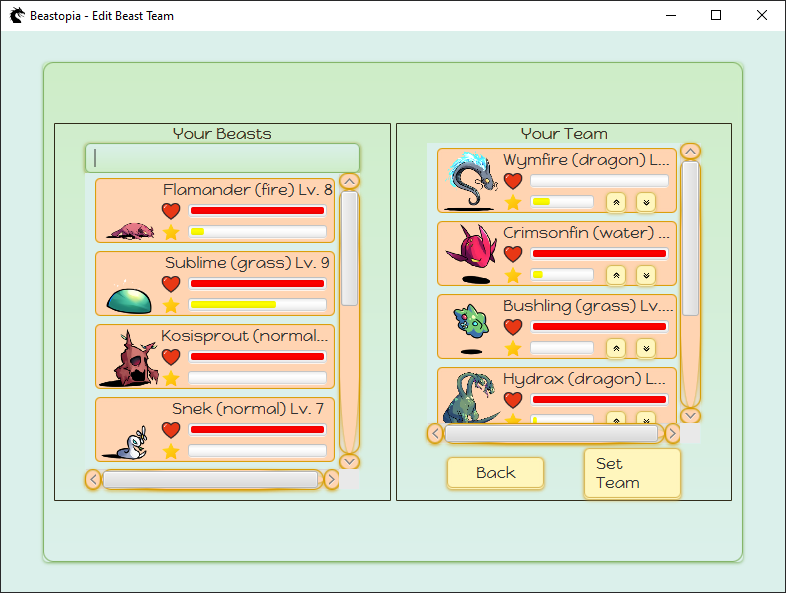 Beastopia - Edit Beast Team
Your Beasts
Flamander (fire) Lv. 8
Sublime (grass) Lv. 9
Kosisprout (normal...
Snek (normal) Lv. 7
Your Team
Wymfire (dragon) L...
Crimsonfin (water) ...
Bushling (grass) Lv....
Hydrax (dragon) L...
Back
Set
Team